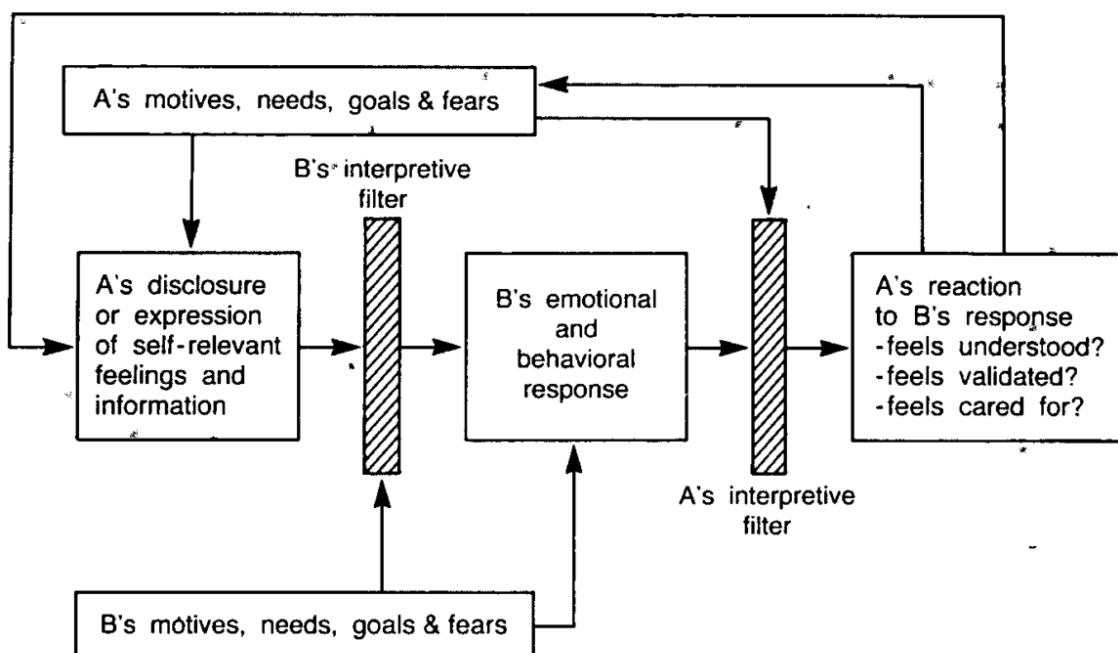 A's motives, needs, goals & fears
B's interpretive
filter
A's disclosure
or expression
of self-relevant
feelings and
information
B's emotional
and
behavioral
response
A's reaction
to B's response
-feels understood?
-feels validated?
-feels cared for?
A's interpretive
filter
B's motives, needs, goals & fears